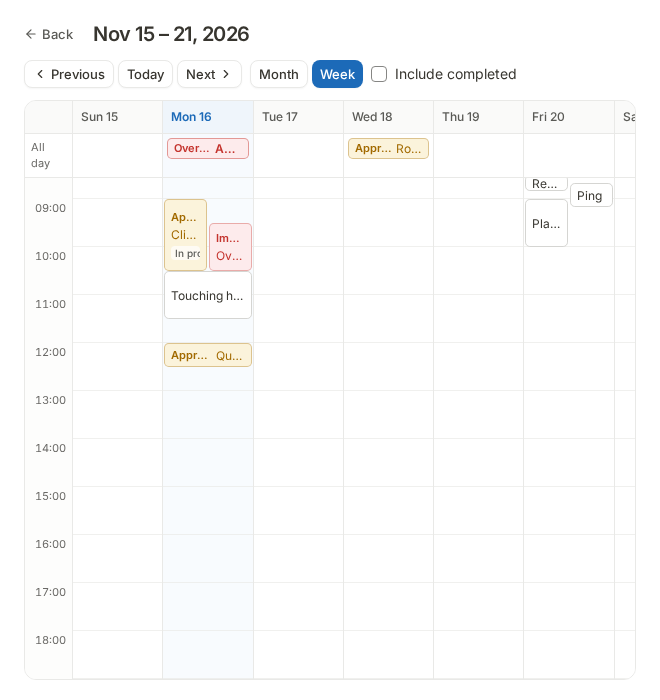 Back
Nov 15 – 21, 2026
Previous
Today
Next
Month
Week
Include completed
Sun 15
Mon 16
Tue 17
Wed 18
Thu 19
Fri 20
Sa
All day
Over… A…
Appr… Ro…
Re…
Ping
09:00
Ap…
Cli…
In pro
Im…
Ov…
Pla…
10:00
Touching h…
11:00
12:00
Appr… Qu…
13:00
14:00
15:00
16:00
17:00
18:00